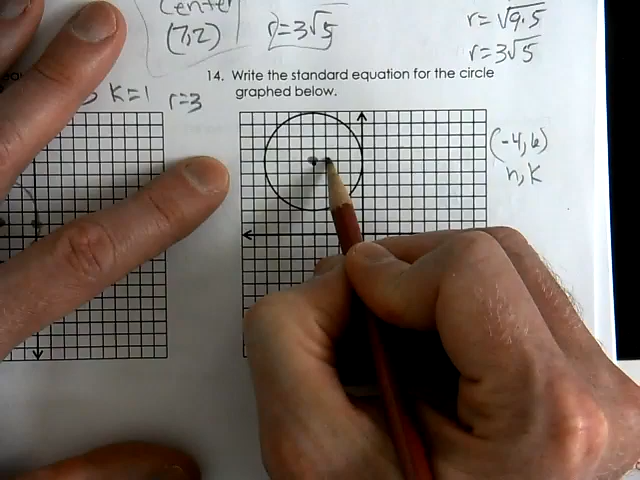 Center
(7,2) r=3√5
r=√9·5
r=3√5
K=1 r=3
14. Write the standard equation for the circle
graphed below.
(-4,6)
h,K